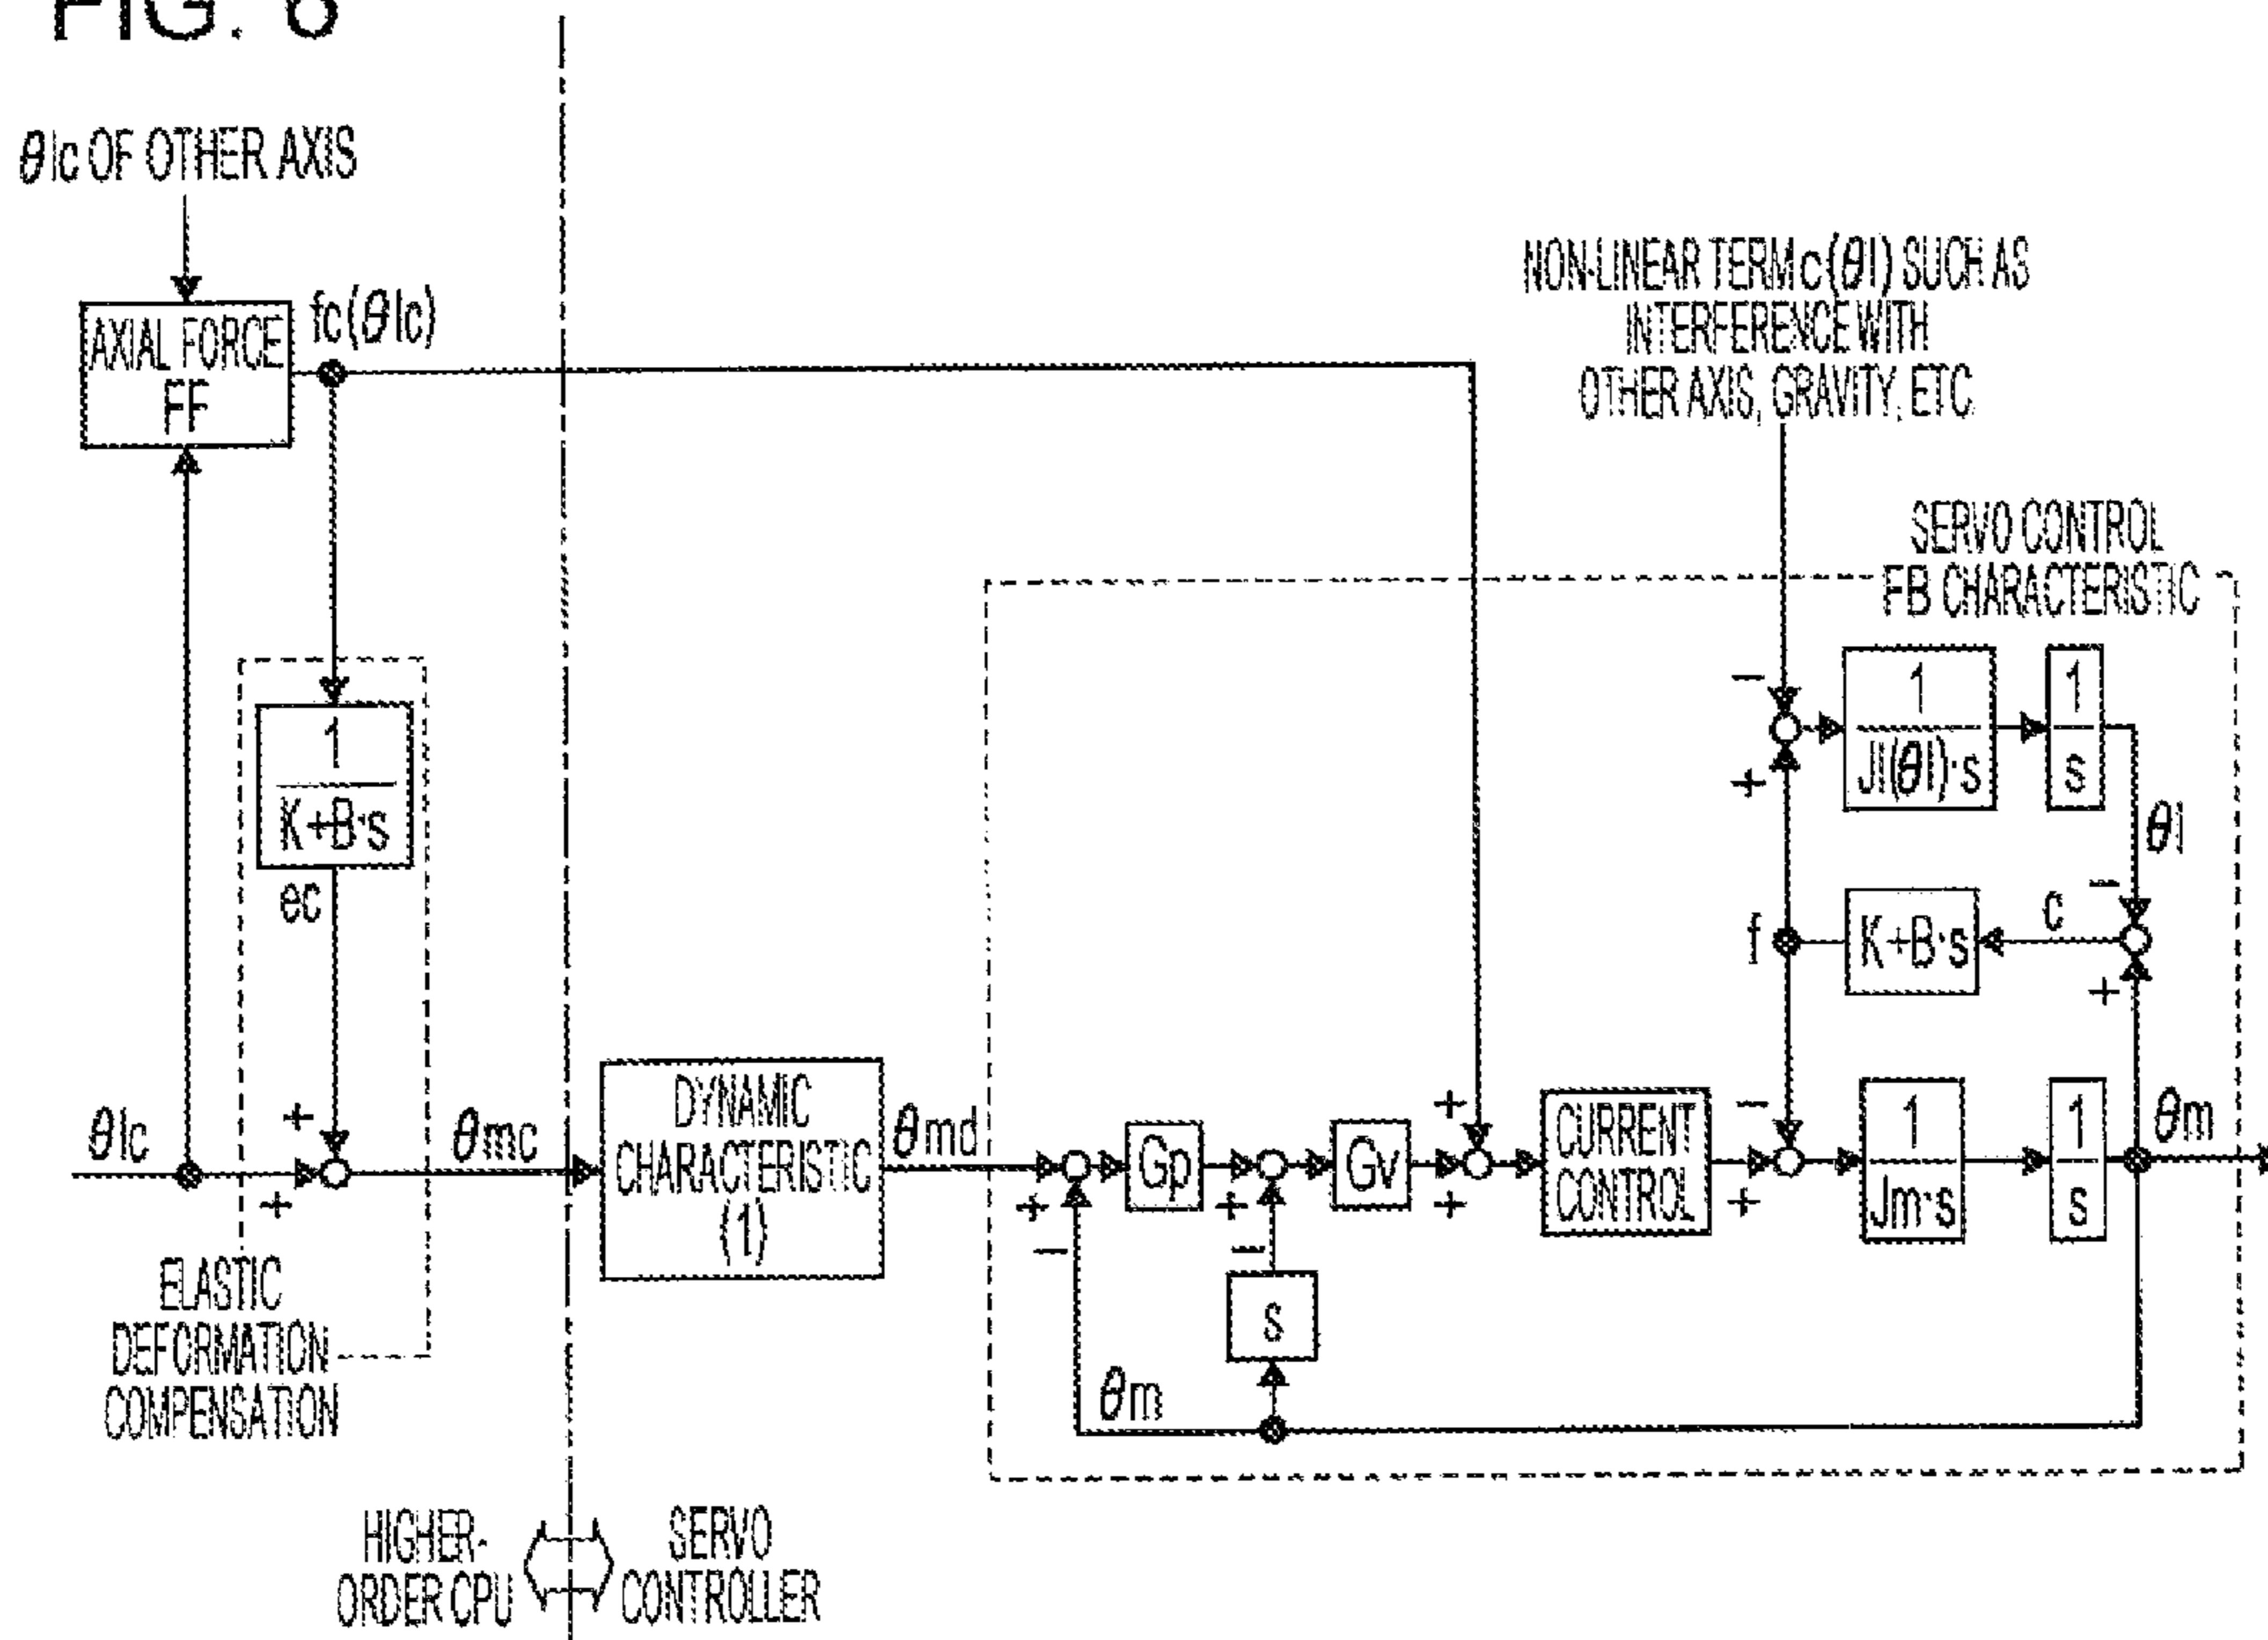 FIG. 6
θlc OF OTHER AXIS
AXIAL FORCE
FF
fc(θlc)
NON-LINEAR TERM c(θl) SUCH AS
INTERFERENCE WITH
OTHER AXIS, GRAVITY, ETC.
SERVO CONTROL
FB CHARACTERISTIC
1
K+B·s
ec
−
+
1
Jl(θl)·s
1
s
θl
−
f
K+B·s
c
+
θlc
+
+
θmc
DYNAMIC
CHARACTERISTIC
(1)
θmd
+
−
Gp
+
−
Gv
+
+
CURRENT
CONTROL
−
+
1
Jm·s
1
s
θm
s
θm
ELASTIC
DEFORMATION
COMPENSATION
HIGHER-
ORDER CPU
SERVO
CONTROLLER